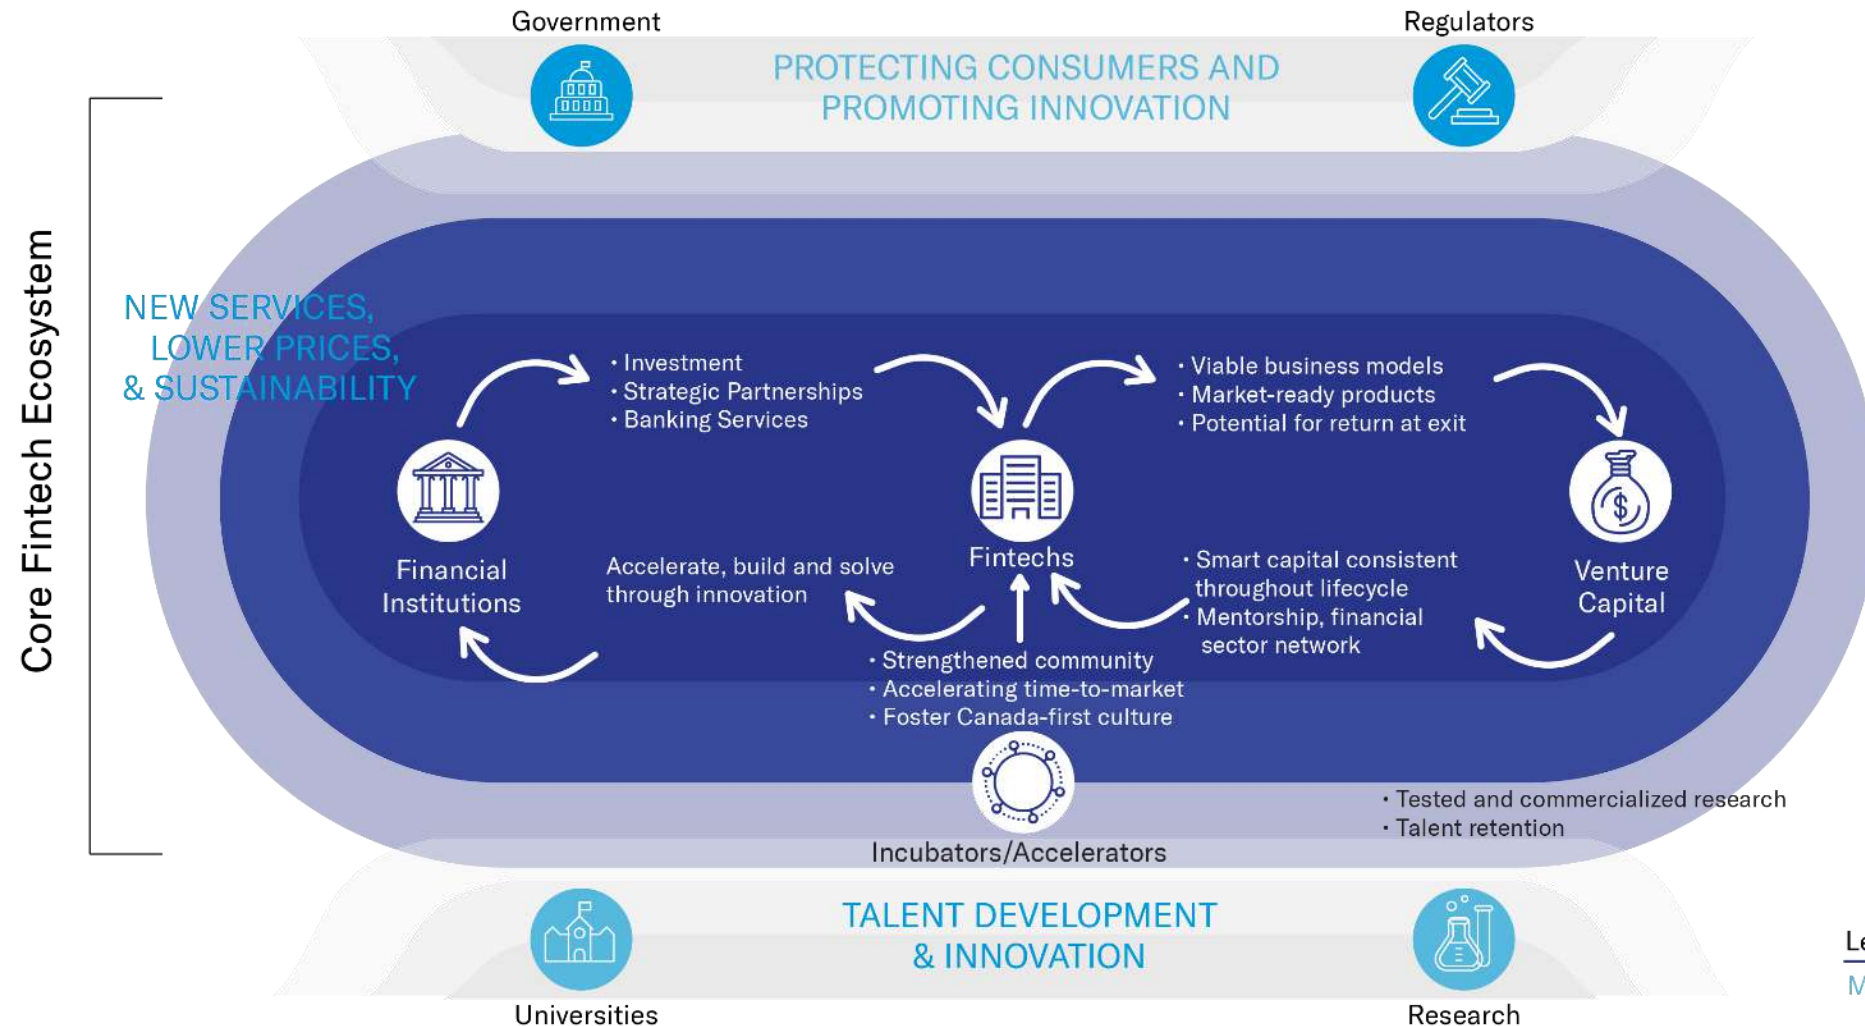 Government
Regulators
PROTECTING CONSUMERS AND
PROMOTING INNOVATION
Core Fintech Ecosystem
NEW SERVICES,
LOWER PRICES,
& SUSTAINABILITY
• Investment
• Strategic Partnerships
• Banking Services
• Viable business models
• Market-ready products
• Potential for return at exit
$
Financial
Institutions
Accelerate, build and solve
through innovation
Fintechs
• Smart capital consistent
throughout lifecycle
• Mentorship, financial
sector network
Venture
Capital
• Strengthened community
• Accelerating time-to-market
• Foster Canada-first culture
• Tested and commercialized research
• Talent retention
Incubators/Accelerators
TALENT DEVELOPMENT
& INNOVATION
Universities
Research